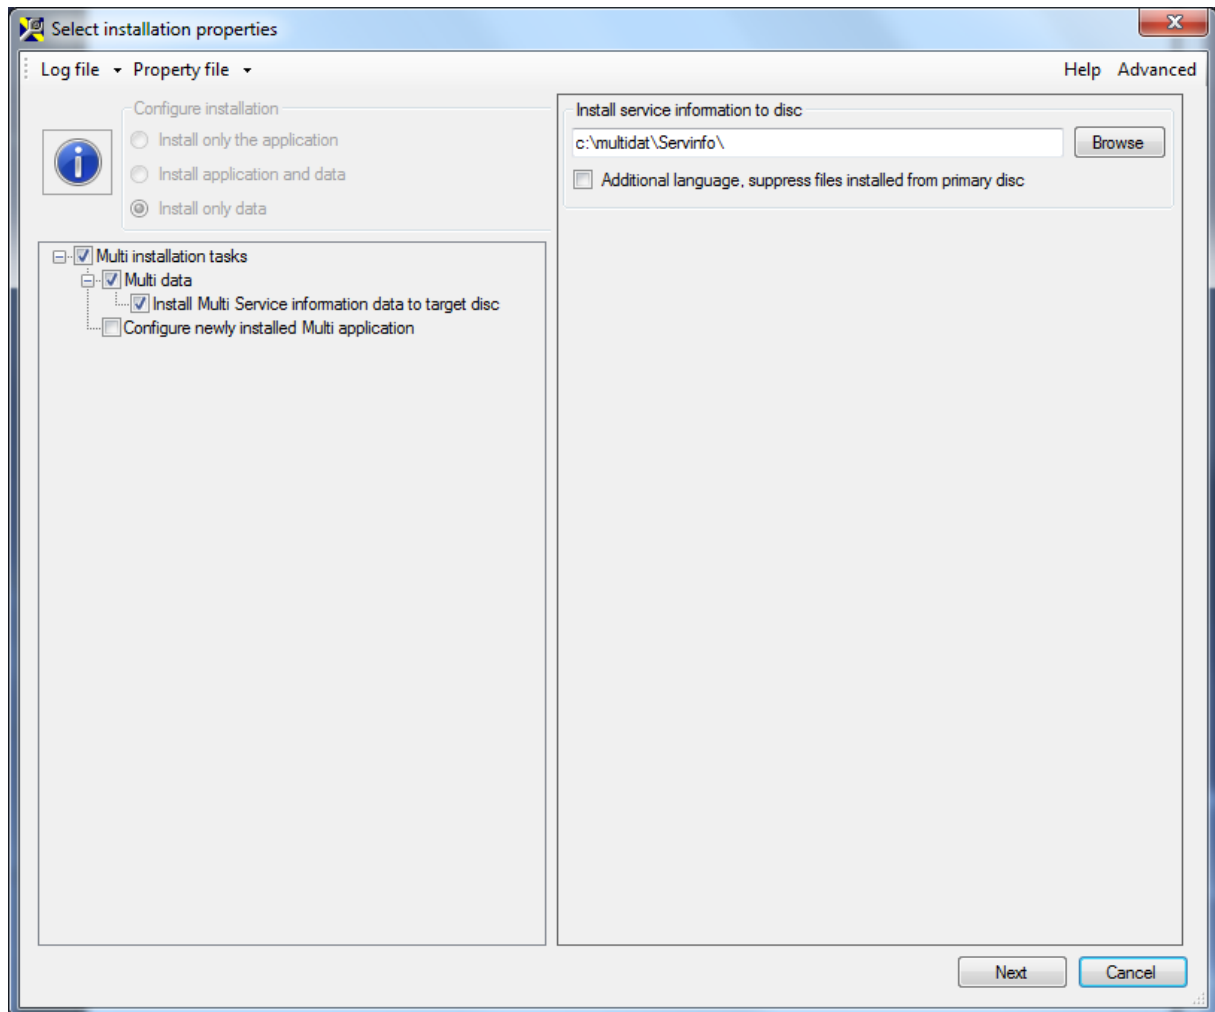 Select installation properties
X
Log file Property file Help Advanced
Configure installation
Install only the application
Install application and data
Install only data
Multi installation tasks
Multi data
Install Multi Service information data to target disc
Configure newly installed Multi application
Install service information to disc
c:\multidat\Servinfo\ Browse
Additional language, suppress files installed from primary disc
Next Cancel